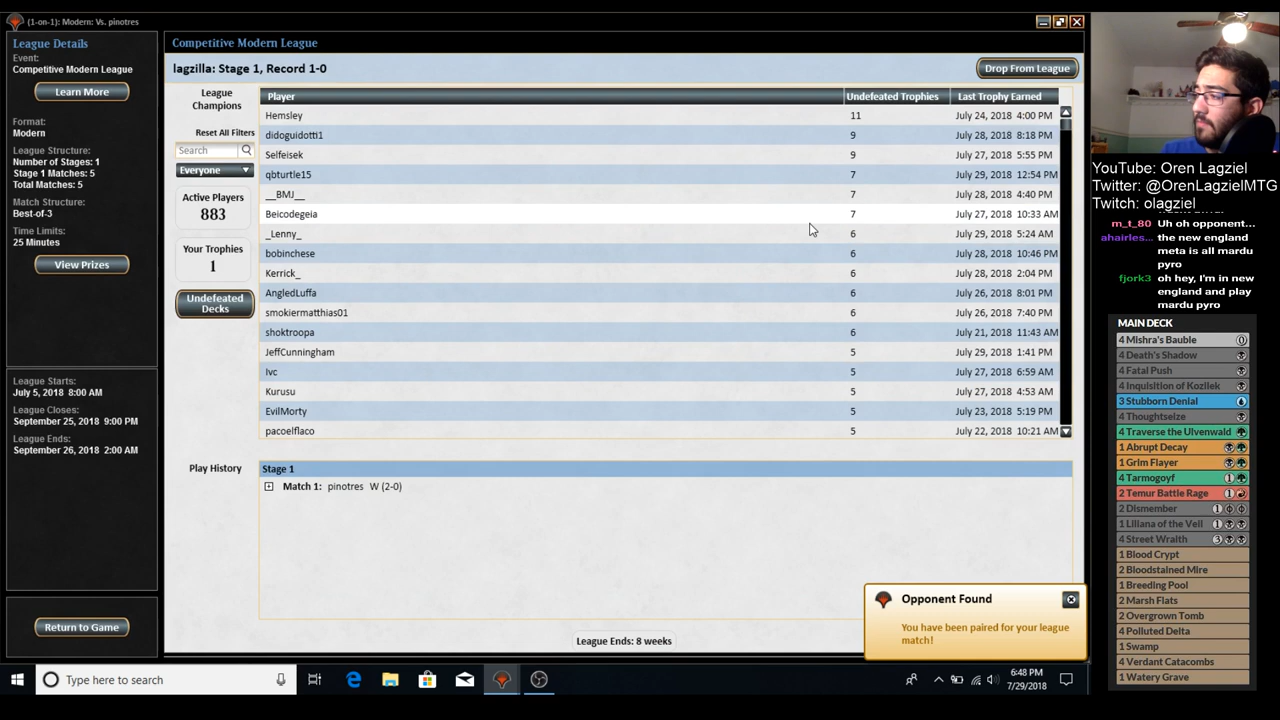 (1-on-1): Modern: Vs. pinotres
League Details
Event:
Competitive Modern League
Learn More
Format:
Modern
League Structure:
Number of Stages: 1
Stage 1 Matches: 5
Total Matches: 5
Match Structure:
Best-of-3
Time Limits:
25 Minutes
View Prizes
League Starts:
July 5, 2018 8:00 AM
League Closes:
September 25, 2018 9:00 PM
League Ends:
September 26, 2018 2:00 AM
Return to Game
Competitive Modern League
lagzilla: Stage 1, Record 1-0
Drop From League
League
Champions
Reset All Filters
Search
Everyone
Active Players
883
Your Trophies
1
Undefeated
Decks
Player Undefeated Trophies Last Trophy Earned
Hemsley 11 July 24, 2018 4:00 PM
didoguidotti1 9 July 28, 2018 8:18 PM
Selfeisek 9 July 27, 2018 5:55 PM
qbturtle15 7 July 29, 2018 12:54 PM
__BMJ__ 7 July 28, 2018 4:40 PM
Beicodegeia 7 July 27, 2018 10:33 AM
_Lenny_ 6 July 29, 2018 5:24 AM
bobinchese 6 July 28, 2018 10:46 PM
Kerrick_ 6 July 28, 2018 2:04 PM
AngledLuffa 6 July 26, 2018 8:01 PM
smokiermatthias01 6 July 26, 2018 7:40 PM
shoktroopa 6 July 21, 2018 11:43 AM
JeffCunningham 5 July 29, 2018 1:41 PM
Ivc 5 July 27, 2018 6:59 AM
Kurusu 5 July 27, 2018 4:53 AM
EvilMorty 5 July 23, 2018 5:19 PM
pacoelflaco 5 July 22, 2018 10:21 AM
Play History
Stage 1
Match 1: pinotres W (2-0)
League Ends: 8 weeks
Opponent Found
You have been paired for your league
match!
YouTube: Oren Lagziel
Twitter: @OrenLagzielMTG
Twitch: olagziel
m_t_80 Uh oh opponent...
ahairles... the new england
meta is all mardu
pyro
fjork3 oh hey, I'm in new
england and play
mardu pyro
MAIN DECK
4 Mishra's Bauble 0
4 Death's Shadow
4 Fatal Push
4 Inquisition of Kozilek
3 Stubborn Denial
4 Thoughtseize
4 Traverse the Ulvenwald
1 Abrupt Decay
1 Grim Flayer
4 Tarmogoyf 1
2 Temur Battle Rage 1
2 Dismember 1
1 Liliana of the Veil 1
4 Street Wraith 3
1 Blood Crypt
2 Bloodstained Mire
1 Breeding Pool
2 Marsh Flats
2 Overgrown Tomb
4 Polluted Delta
1 Swamp
4 Verdant Catacombs
1 Watery Grave
Type here to search
6:48 PM
7/29/2018